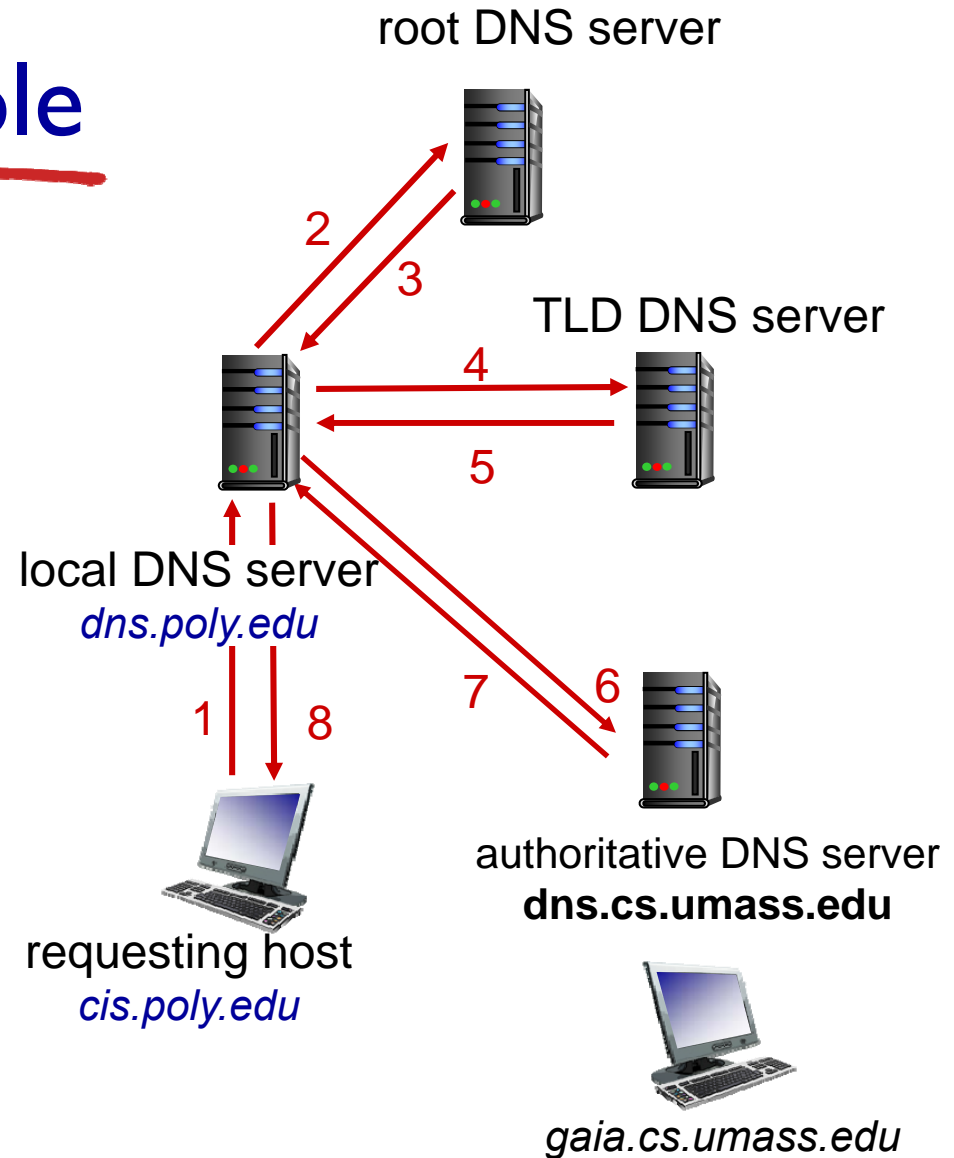 root DNS server
ole
2
3
TLD DNS server
4
5
local DNS server
dns.poly.edu
1
8
7
6
authoritative DNS server
dns.cs.umass.edu
requesting host
cis.poly.edu
gaia.cs.umass.edu